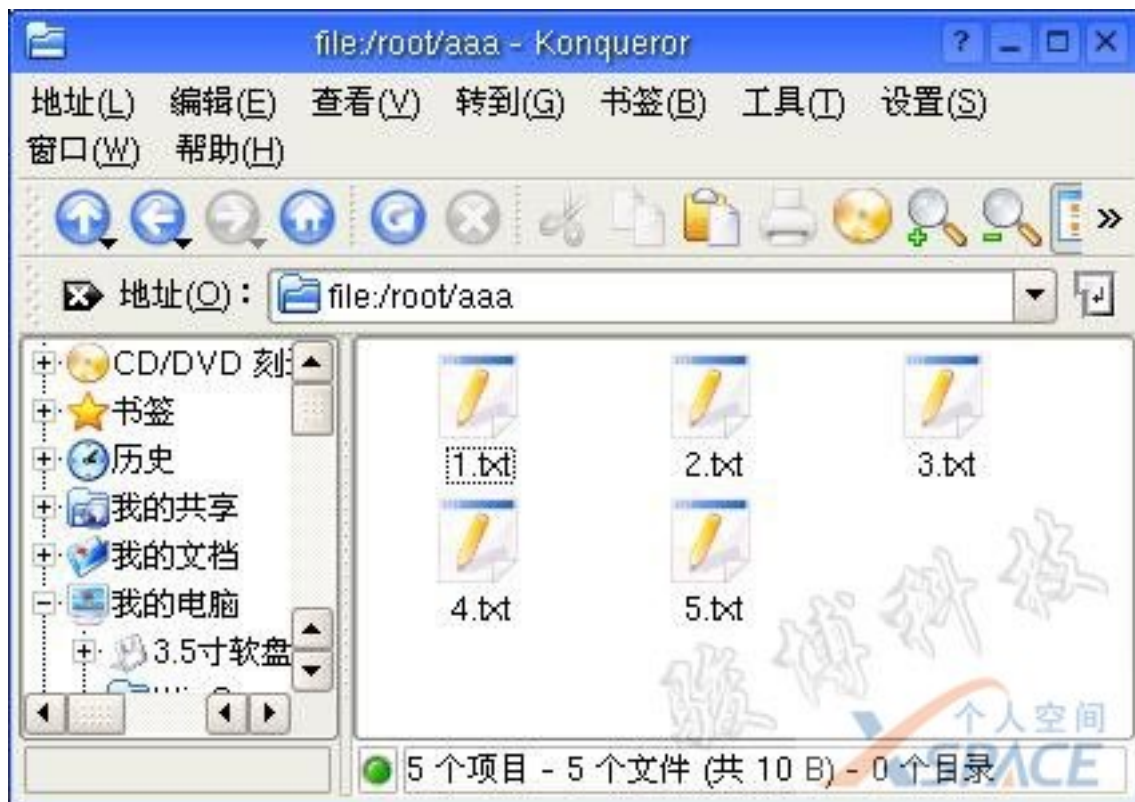 file:/root/aaa - Konqueror
地址(L) 编辑(E) 查看(V) 转到(G) 书签(B) 工具(T) 设置(S)
窗口(W) 帮助(H)
地址(O): file:/root/aaa
CD/DVD
书签
历史
我的共享
我的文档
我的电脑
3.5寸软盘
1.txt 2.txt 3.txt
4.txt 5.txt
个人空间
XSPACE
5 个项目 - 5 个文件 (共 10 B) - 0 个目录